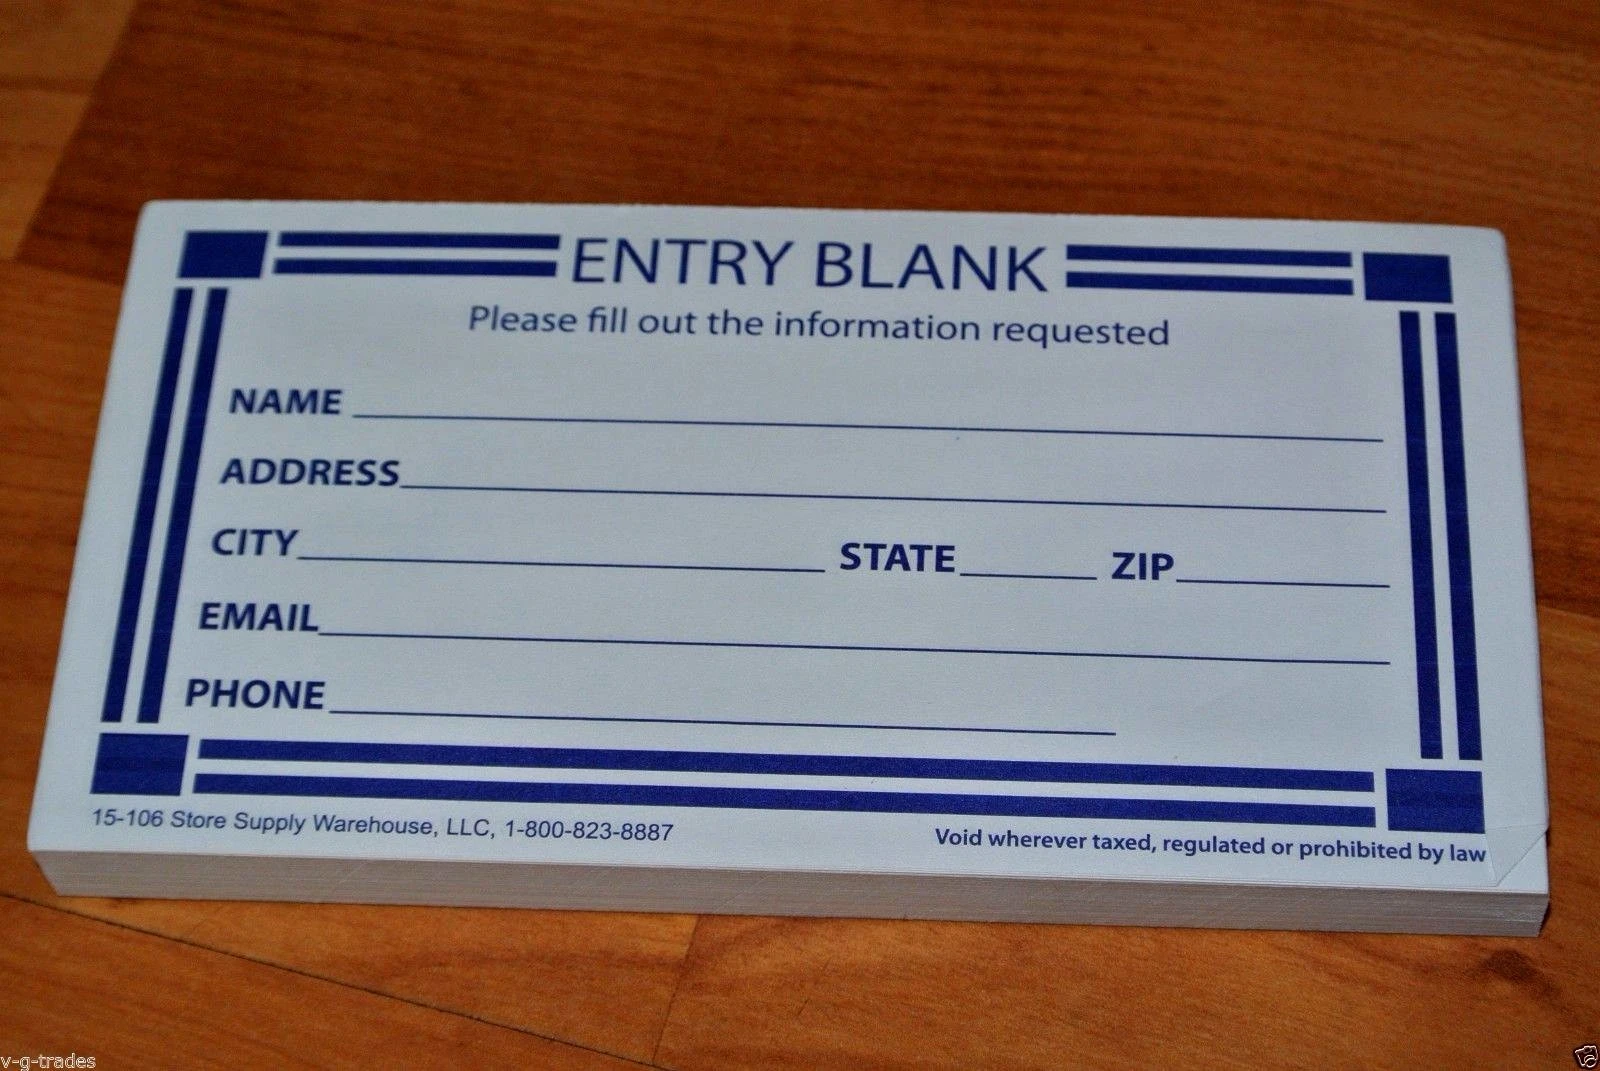 ENTRY BLANK
Please fill out the information requested
NAME
ADDRESS
CITY STATE ZIP
EMAIL
PHONE
15-106 Store Supply Warehouse, LLC, 1-800-823-8887
Void wherever taxed, regulated or prohibited by law
v-g-trades